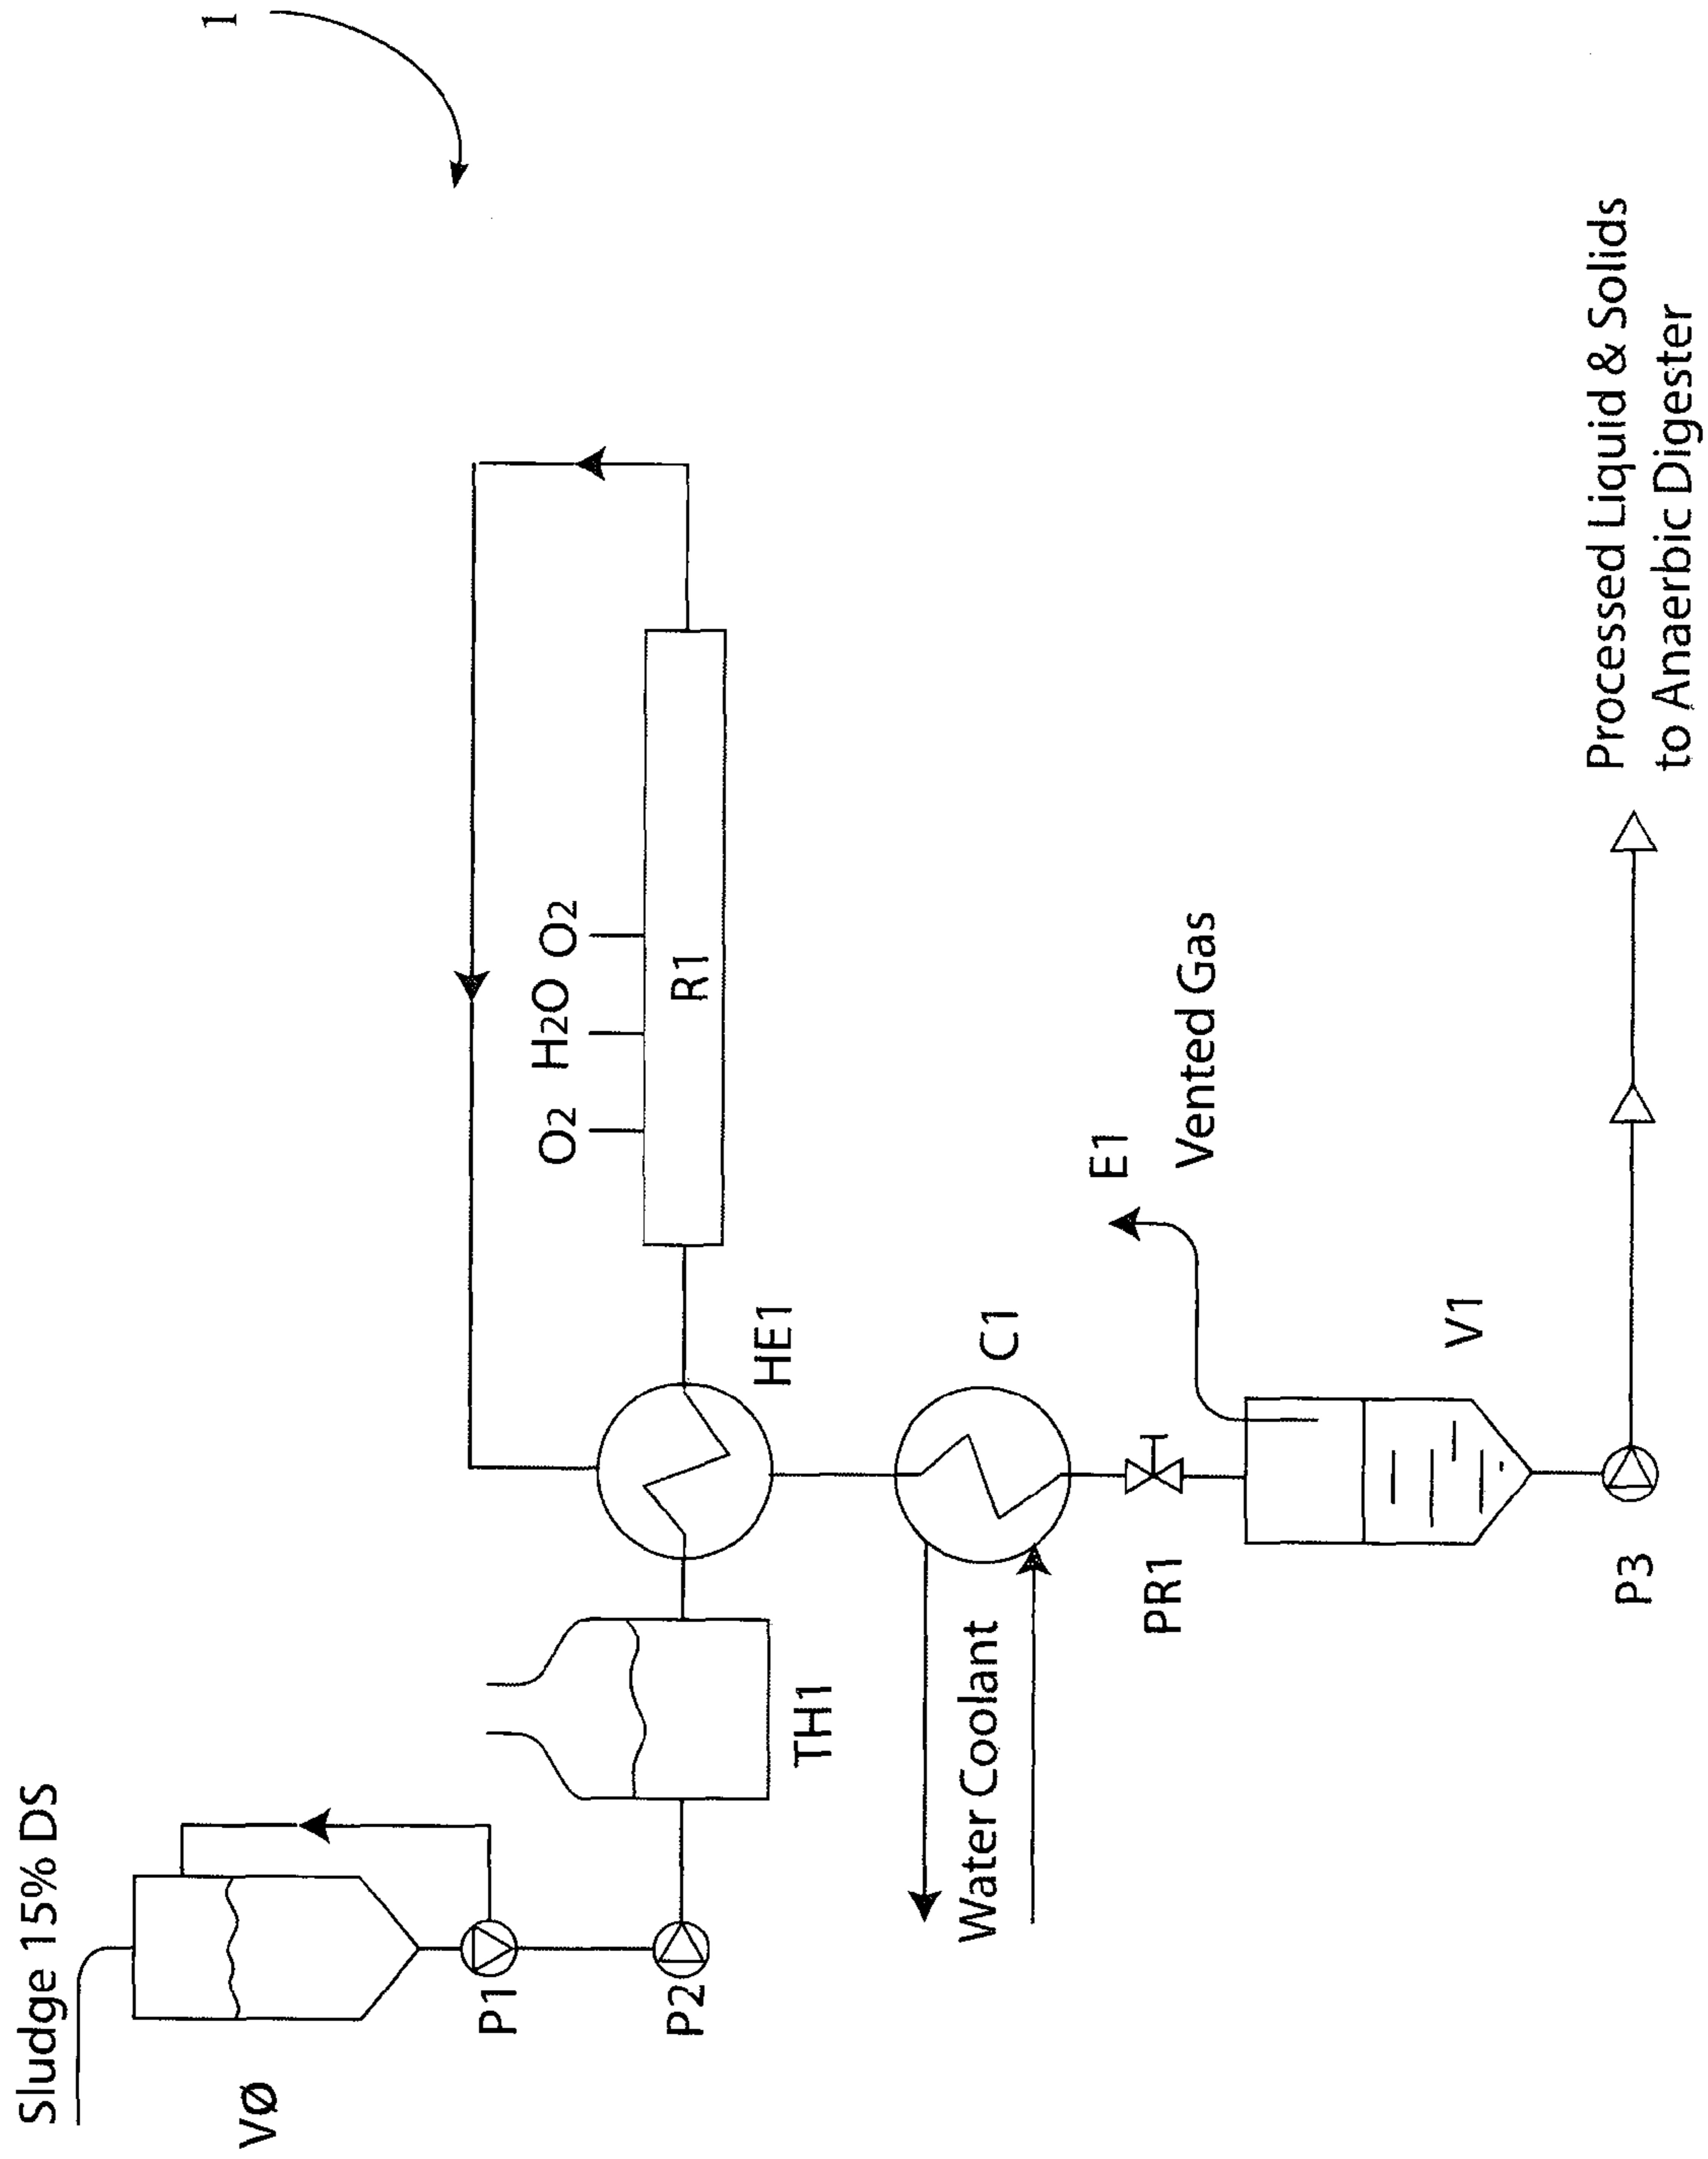 1
Sludge 15% DS
VØ
P1
P2
TH1
HE1
O2
H2O
O2
R1
Water Coolant
C1
PR1
E1
Vented Gas
V1
P3
Processed Liquid & Solids
to Anaerbic Digester